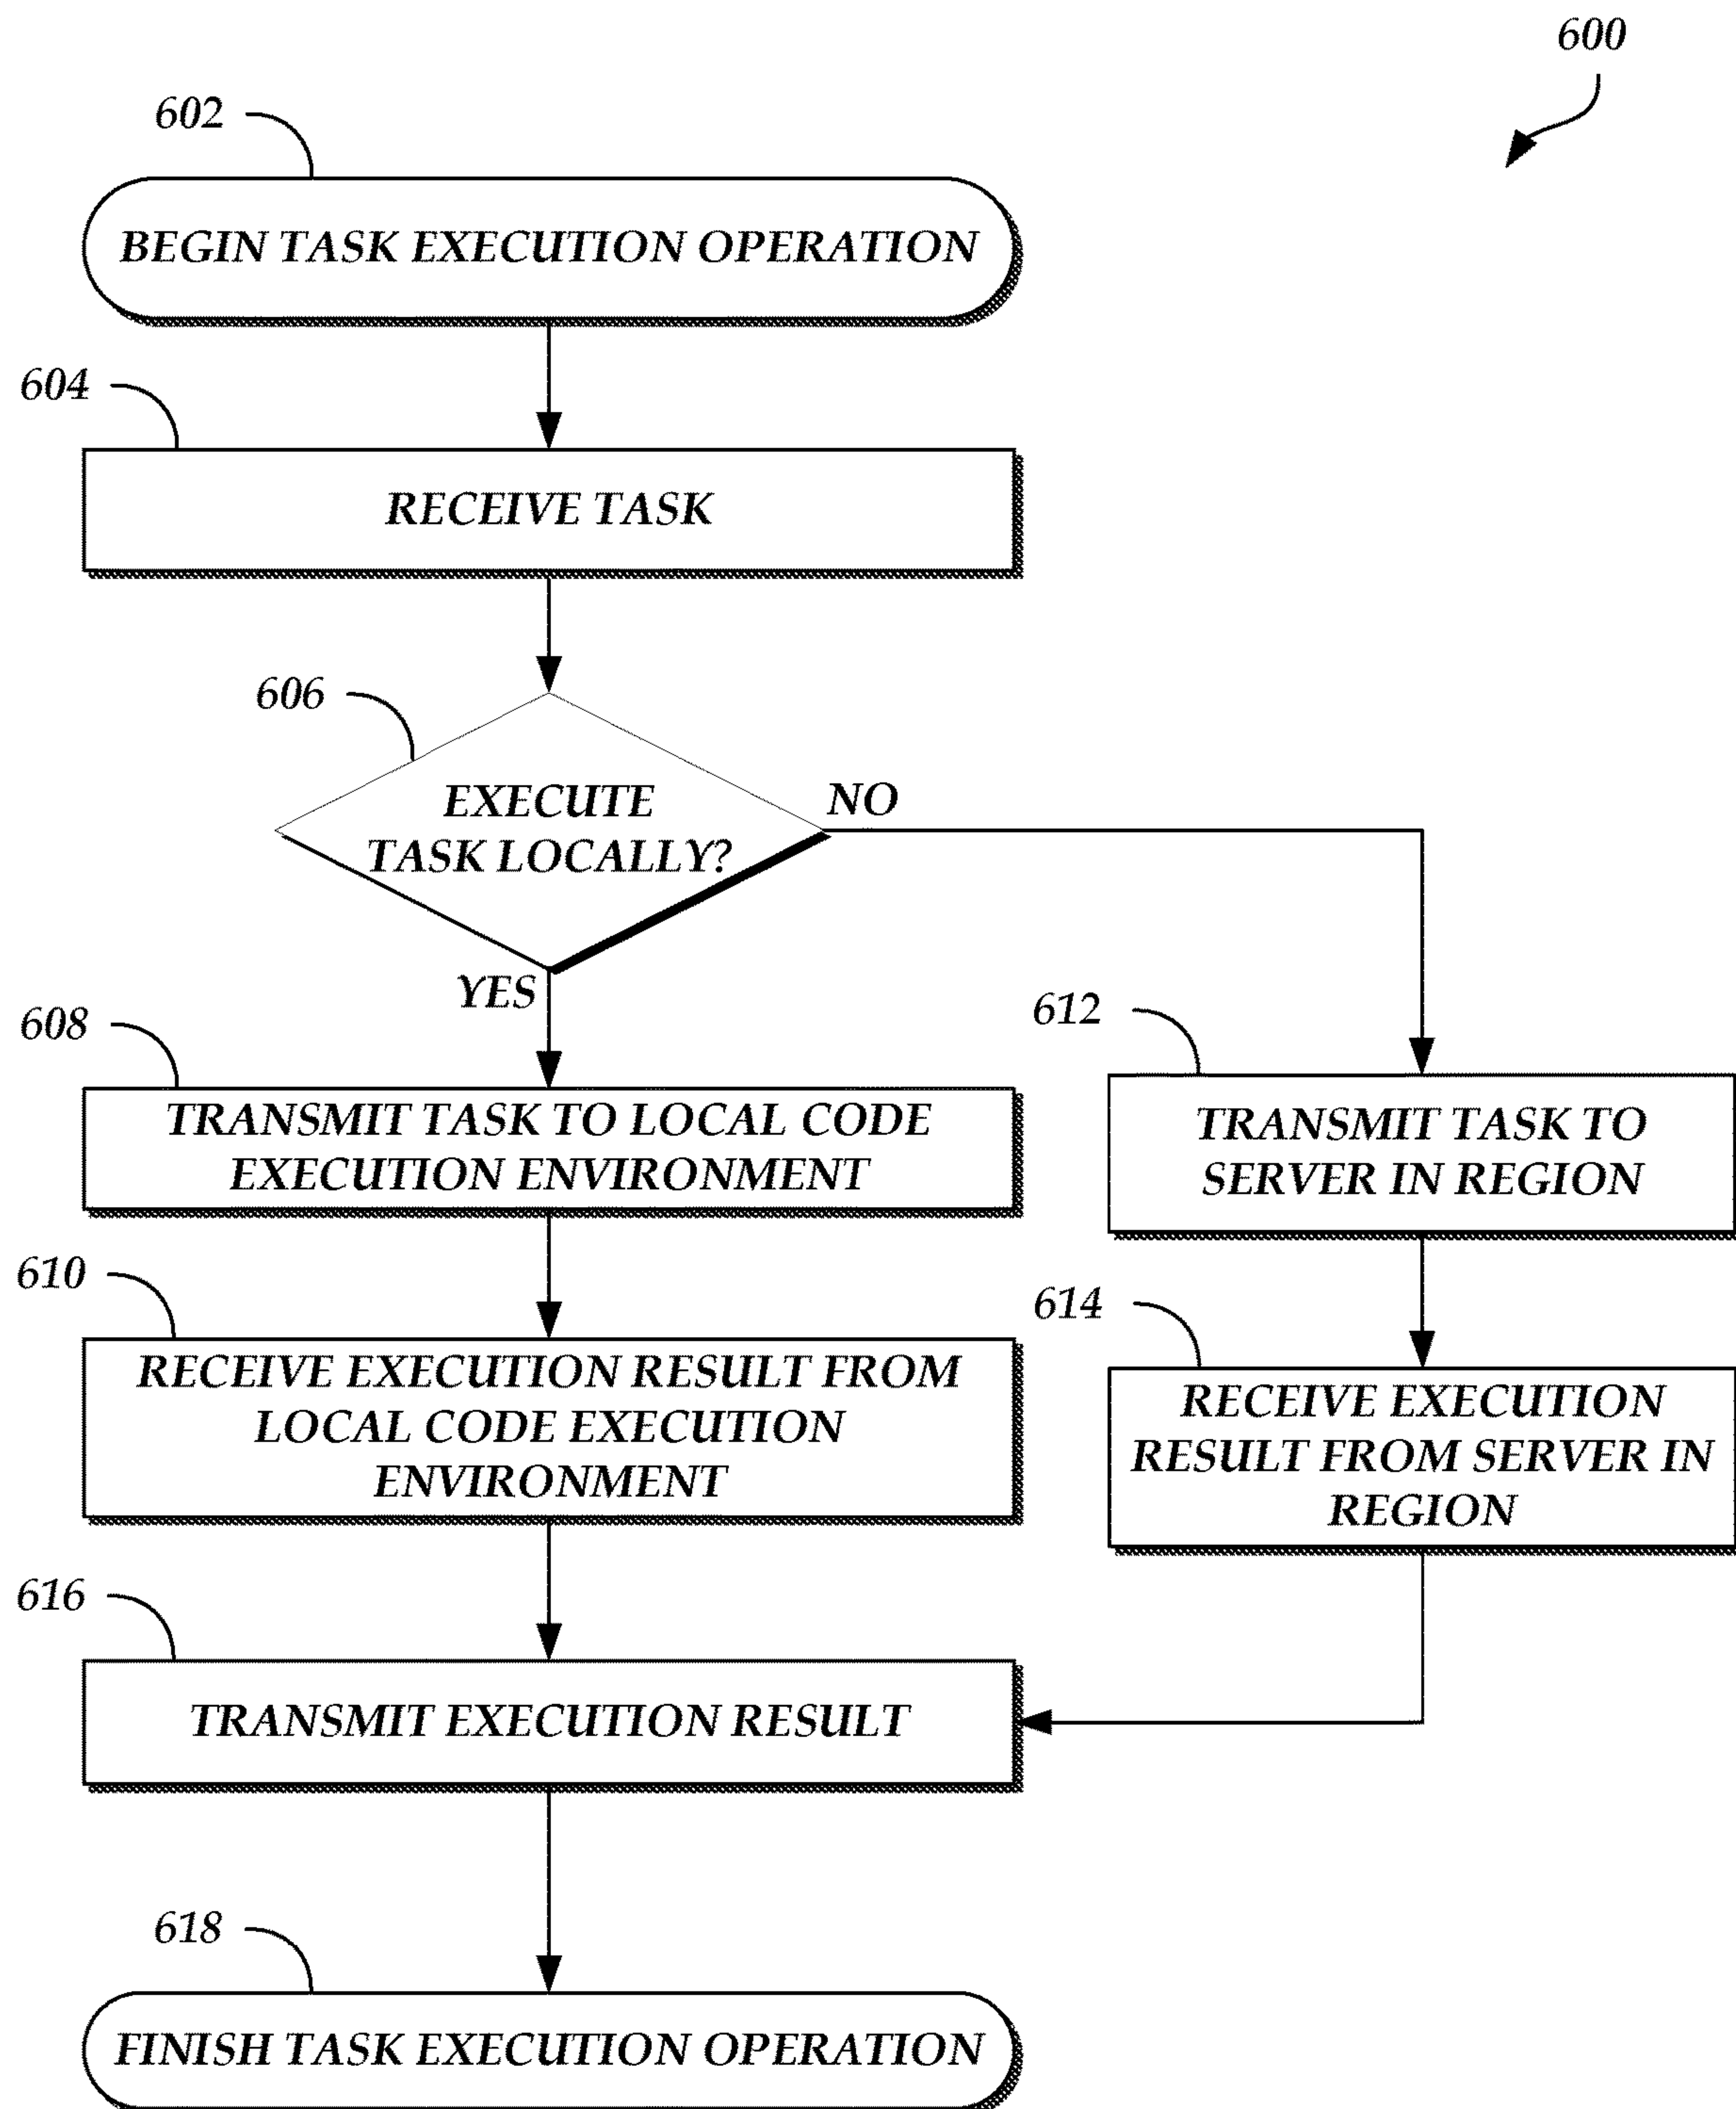 600
602
BEGIN TASK EXECUTION OPERATION
604
RECEIVE TASK
606
EXECUTE
TASK LOCALLY?
NO
YES
608
TRANSMIT TASK TO LOCAL CODE
EXECUTION ENVIRONMENT
612
TRANSMIT TASK TO
SERVER IN REGION
610
RECEIVE EXECUTION RESULT FROM
LOCAL CODE EXECUTION
ENVIRONMENT
614
RECEIVE EXECUTION
RESULT FROM SERVER IN
REGION
616
TRANSMIT EXECUTION RESULT
618
FINISH TASK EXECUTION OPERATION